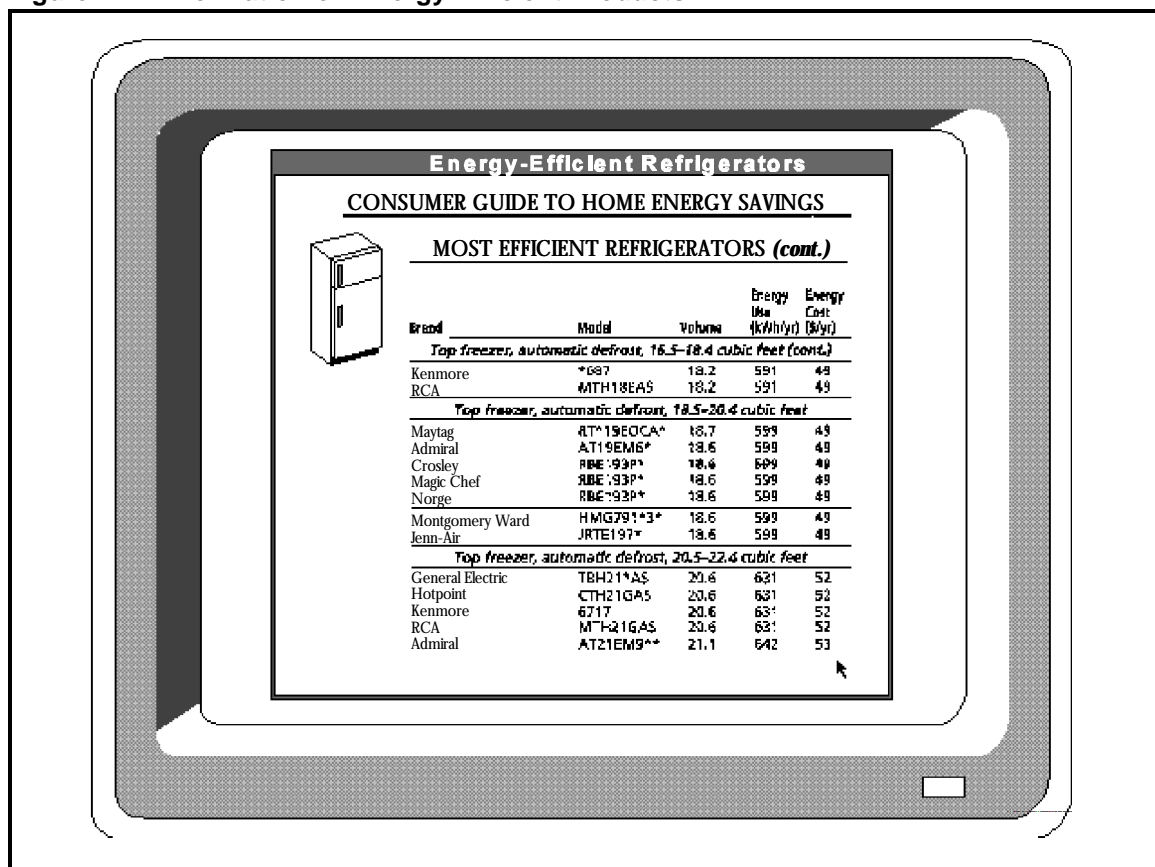 Energy-Efficient Refrigerators
CONSUMER GUIDE TO HOME ENERGY SAVINGS
MOST EFFICIENT REFRIGERATORS (cont.)
Energy Energy
Use Cost
Brand Model Volume (kWh/yr) ($/yr)
Top freezer, automatic defrost, 16.5–18.4 cubic feet (cont.)
Kenmore 18.2 591 49
RCA MTH18EAS 18.2 591 49
Top freezer, automatic defrost, 18.5–20.4 cubic feet
Maytag 18.7 599 49
Admiral AT19EM6* 18.6 599 49
Crosley 18.6 599 49
Magic Chef 18.6 599 49
Norge 18.6 599 49
Montgomery Ward HMG791*3* 18.6 599 49
Jenn-Air JRTE197* 18.6 599 49
Top freezer, automatic defrost, 20.5–22.4 cubic feet
General Electric TBH21*AS 20.6 631 52
Hotpoint CTH21GAS 20.6 631 52
Kenmore 6717 20.6 631 52
RCA MTH21GAS 20.6 631 52
Admiral AT21EM9** 21.1 642 53